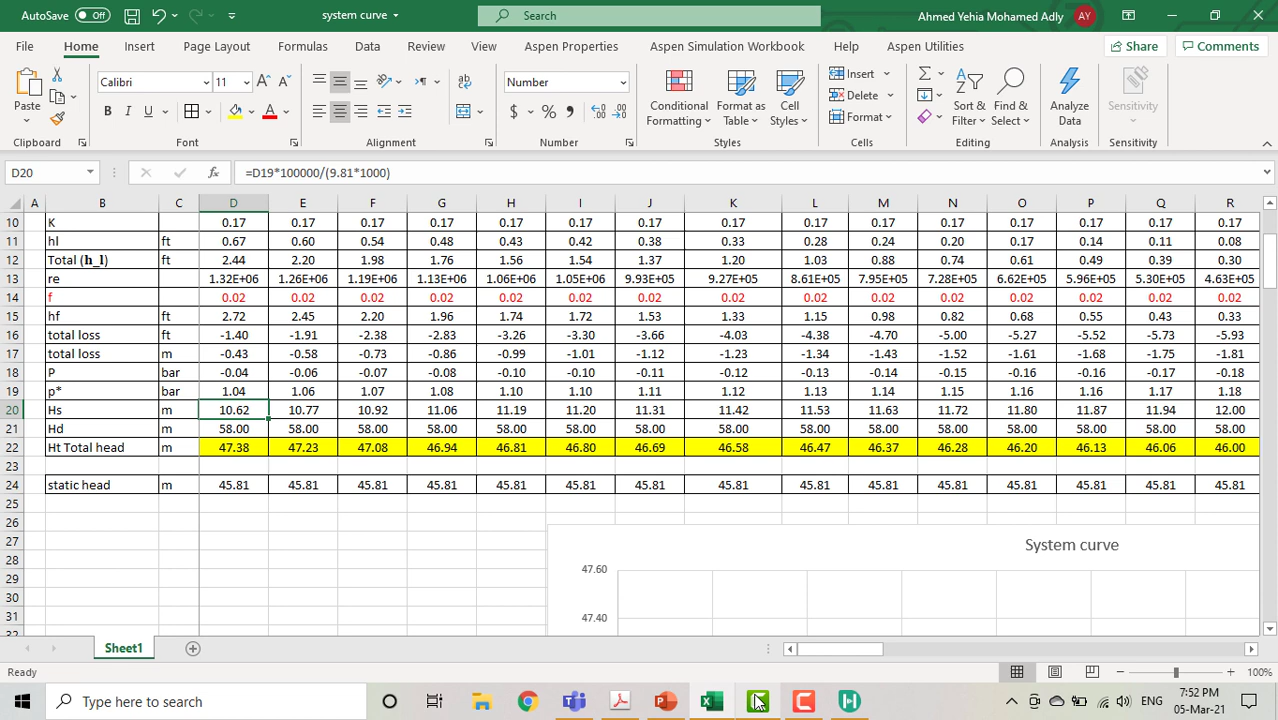 AutoSave Off system curve Search Ahmed Yehia Mohamed Adly AY
File Home Insert Page Layout Formulas Data Review View Aspen Properties Aspen Simulation Workbook Help Aspen Utilities Share Comments
Paste Calibri 11 A A ab Number Conditional Formatting Format as Table Cell Styles Insert Delete Format Sort & Filter Find & Select Analyze Data Sensitivity
B I U A $ % 9
Clipboard Font Alignment Number Styles Cells Editing Analysis Sensitivity
D20 fx =D19*100000/(9.81*1000)
A B C D E F G H I J K L M N O P Q R
10 K 0.17 0.17 0.17 0.17 0.17 0.17 0.17 0.17 0.17 0.17 0.17 0.17 0.17 0.17 0.17
11 hl ft 0.67 0.60 0.54 0.48 0.43 0.42 0.38 0.33 0.28 0.24 0.20 0.17 0.14 0.11 0.08
12 Total (h_l) ft 2.44 2.20 1.98 1.76 1.56 1.54 1.37 1.20 1.03 0.88 0.74 0.61 0.49 0.39 0.30
13 re 1.32E+06 1.26E+06 1.19E+06 1.13E+06 1.06E+06 1.05E+06 9.93E+05 9.27E+05 8.61E+05 7.95E+05 7.28E+05 6.62E+05 5.96E+05 5.30E+05 4.63E+05
14 f 0.02 0.02 0.02 0.02 0.02 0.02 0.02 0.02 0.02 0.02 0.02 0.02 0.02 0.02 0.02
15 hf ft 2.72 2.45 2.20 1.96 1.74 1.72 1.53 1.33 1.15 0.98 0.82 0.68 0.55 0.43 0.33
16 total loss ft -1.40 -1.91 -2.38 -2.83 -3.26 -3.30 -3.66 -4.03 -4.38 -4.70 -5.00 -5.27 -5.52 -5.73 -5.93
17 total loss m -0.43 -0.58 -0.73 -0.86 -0.99 -1.01 -1.12 -1.23 -1.34 -1.43 -1.52 -1.61 -1.68 -1.75 -1.81
18 P bar -0.04 -0.06 -0.07 -0.08 -0.10 -0.10 -0.11 -0.12 -0.13 -0.14 -0.15 -0.16 -0.16 -0.17 -0.18
19 p* bar 1.04 1.06 1.07 1.08 1.10 1.10 1.11 1.12 1.13 1.14 1.15 1.16 1.16 1.17 1.18
20 Hs m 10.62 10.77 10.92 11.06 11.19 11.20 11.31 11.42 11.53 11.63 11.72 11.80 11.87 11.94 12.00
21 Hd m 58.00 58.00 58.00 58.00 58.00 58.00 58.00 58.00 58.00 58.00 58.00 58.00 58.00 58.00 58.00
22 Ht Total head m 47.38 47.23 47.08 46.94 46.81 46.80 46.69 46.58 46.47 46.37 46.28 46.20 46.13 46.06 46.00
23
24 static head m 45.81 45.81 45.81 45.81 45.81 45.81 45.81 45.81 45.81 45.81 45.81 45.81 45.81 45.81 45.81
25
26
27 System curve
28 47.60
29
30
31 47.40
32
Sheet1
Ready 100%
Type here to search ENG 7:52 PM
05-Mar-21